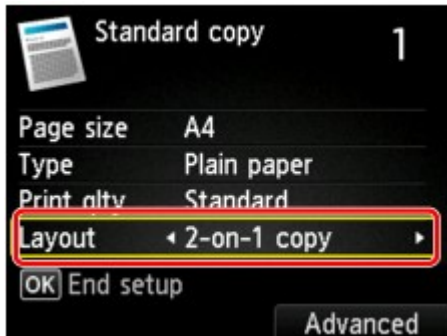 Standard copy
1
Page size A4
Type Plain paper
Print qlty Standard
Layout 2-on-1 copy
OK End setup
Advanced